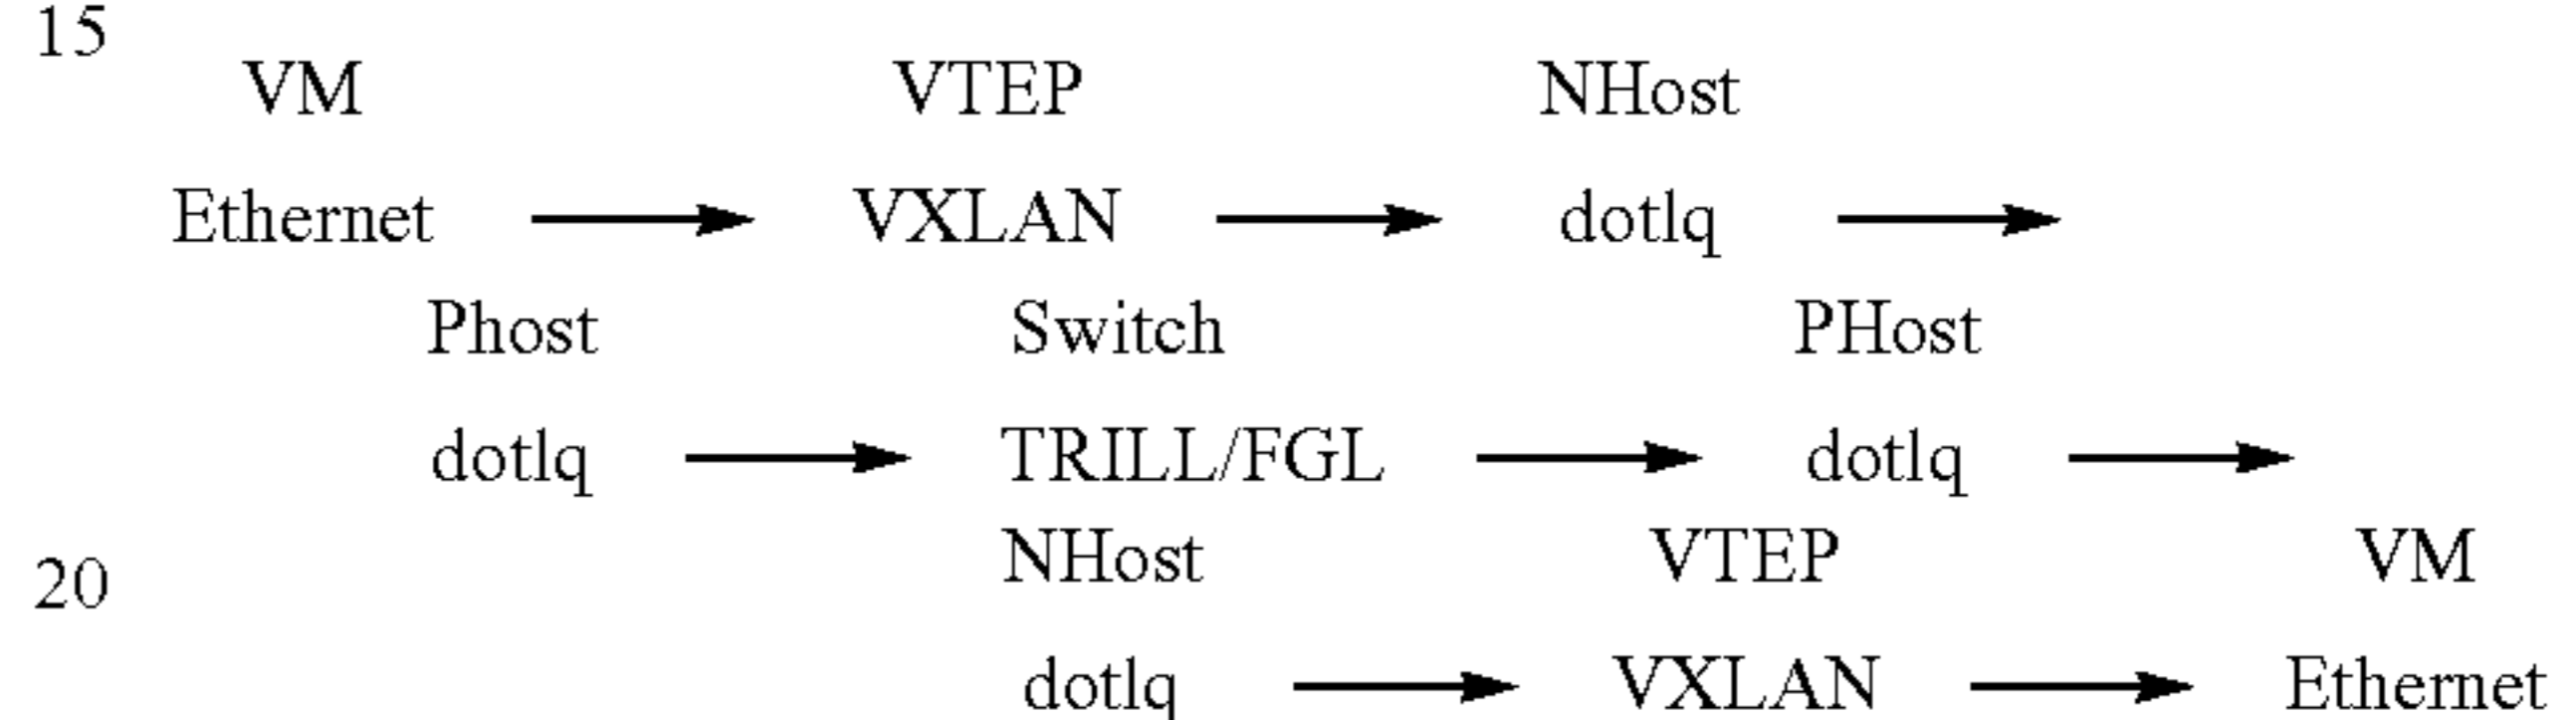 15
VM VTEP NHost
Ethernet → VXLAN → dotlq →
Phost Switch PHost
dotlq → TRILL/FGL → dotlq →
NHost VTEP VM
20
dotlq → VXLAN → Ethernet